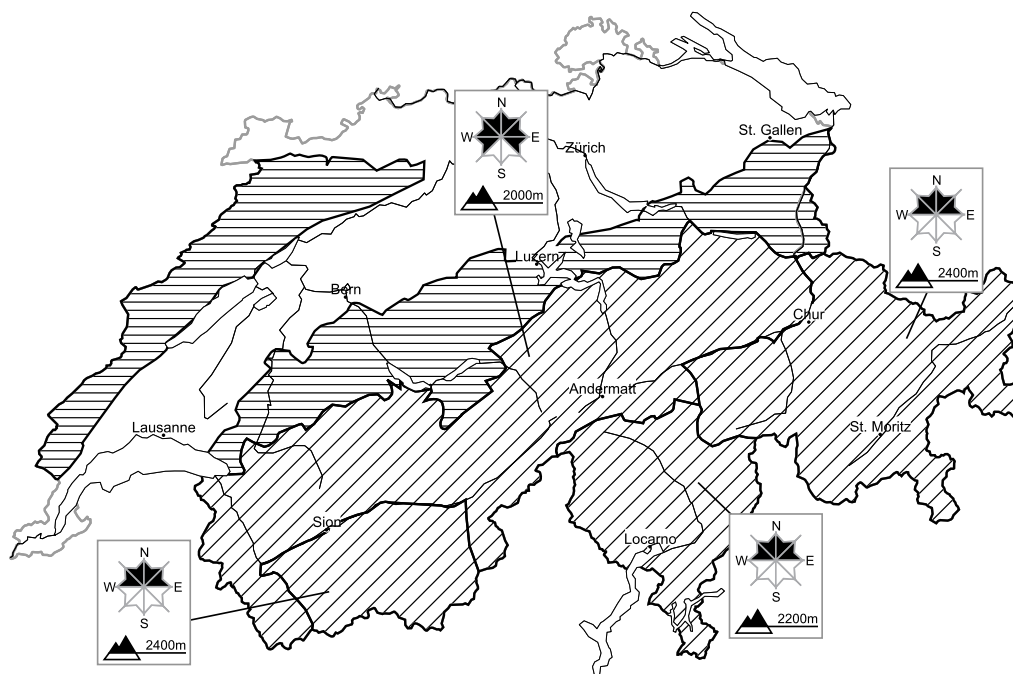 N
W E
S
2000m
St. Gallen
Zürich
N
W E
S
2400m
Luzern
Bern
Chur
Andermatt
Lausanne
St. Moritz
Sion
N
W E
S
2200m
Locarno
N
W E
S
2400m